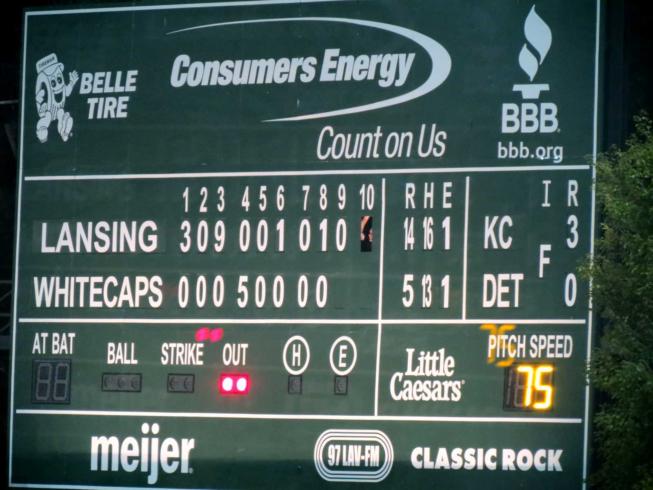 BELLE TIRE
Consumers Energy
Count on Us
BBB
bbb.org
1 2 3 4 5 6 7 8 9 10 R H E I R
LANSING 3 0 9 0 0 1 0 1 0 14 16 1 KC 3
F
WHITECAPS 0 0 0 5 0 0 0 0 5 13 1 DET 0
AT BAT BALL STRIKE OUT H E
Little Caesars
PITCH SPEED
75
meijer
97 LAV-FM
CLASSIC ROCK